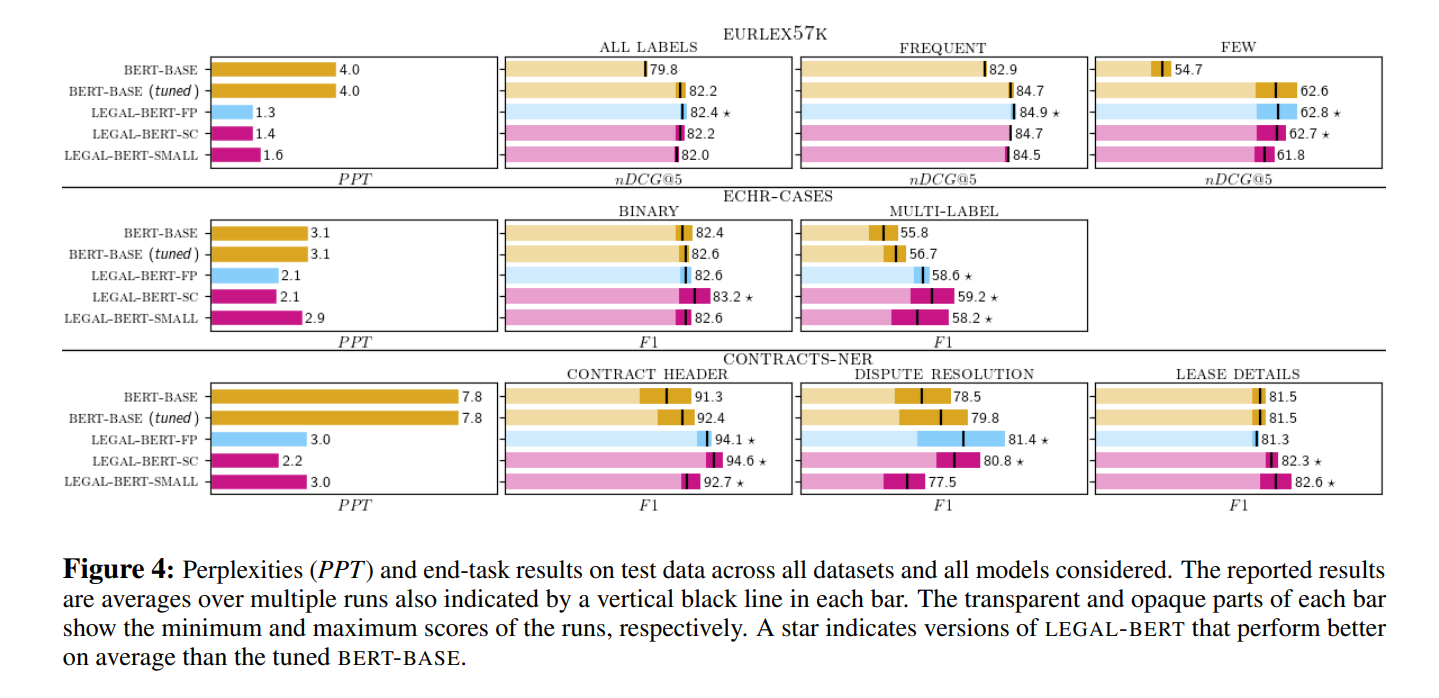 EURLEX57K
ALL LABELS FREQUENT FEW
BERT-BASE 4.0 79.8 82.9 54.7
BERT-BASE (tuned) 4.0 82.2 84.7 62.6
LEGAL-BERT-FP 1.3 82.4 ⋆ 84.9 ⋆ 62.8 ⋆
LEGAL-BERT-SC 1.4 82.2 84.7 62.7 ⋆
LEGAL-BERT-SMALL 1.6 82.0 84.5 61.8
PPT nDCG@5 nDCG@5 nDCG@5
ECHR-CASES
BINARY MULTI-LABEL
BERT-BASE 3.1 82.4 55.8
BERT-BASE (tuned) 3.1 82.6 56.7
LEGAL-BERT-FP 2.1 82.6 58.6 ⋆
LEGAL-BERT-SC 2.1 83.2 ⋆ 59.2 ⋆
LEGAL-BERT-SMALL 2.9 82.6 58.2 ⋆
PPT F1 F1
CONTRACTS-NER
CONTRACT HEADER DISPUTE RESOLUTION LEASE DETAILS
BERT-BASE 7.8 91.3 78.5 81.5
BERT-BASE (tuned) 7.8 92.4 79.8 81.5
LEGAL-BERT-FP 3.0 94.1 ⋆ 81.4 ⋆ 81.3
LEGAL-BERT-SC 2.2 94.6 ⋆ 80.8 ⋆ 82.3 ⋆
LEGAL-BERT-SMALL 3.0 92.7 ⋆ 77.5 82.6 ⋆
PPT F1 F1 F1
Figure 4: Perplexities (PPT) and end-task results on test data across all datasets and all models considered. The reported results
are averages over multiple runs also indicated by a vertical black line in each bar. The transparent and opaque parts of each bar
show the minimum and maximum scores of the runs, respectively. A star indicates versions of LEGAL-BERT that perform better
on average than the tuned BERT-BASE.